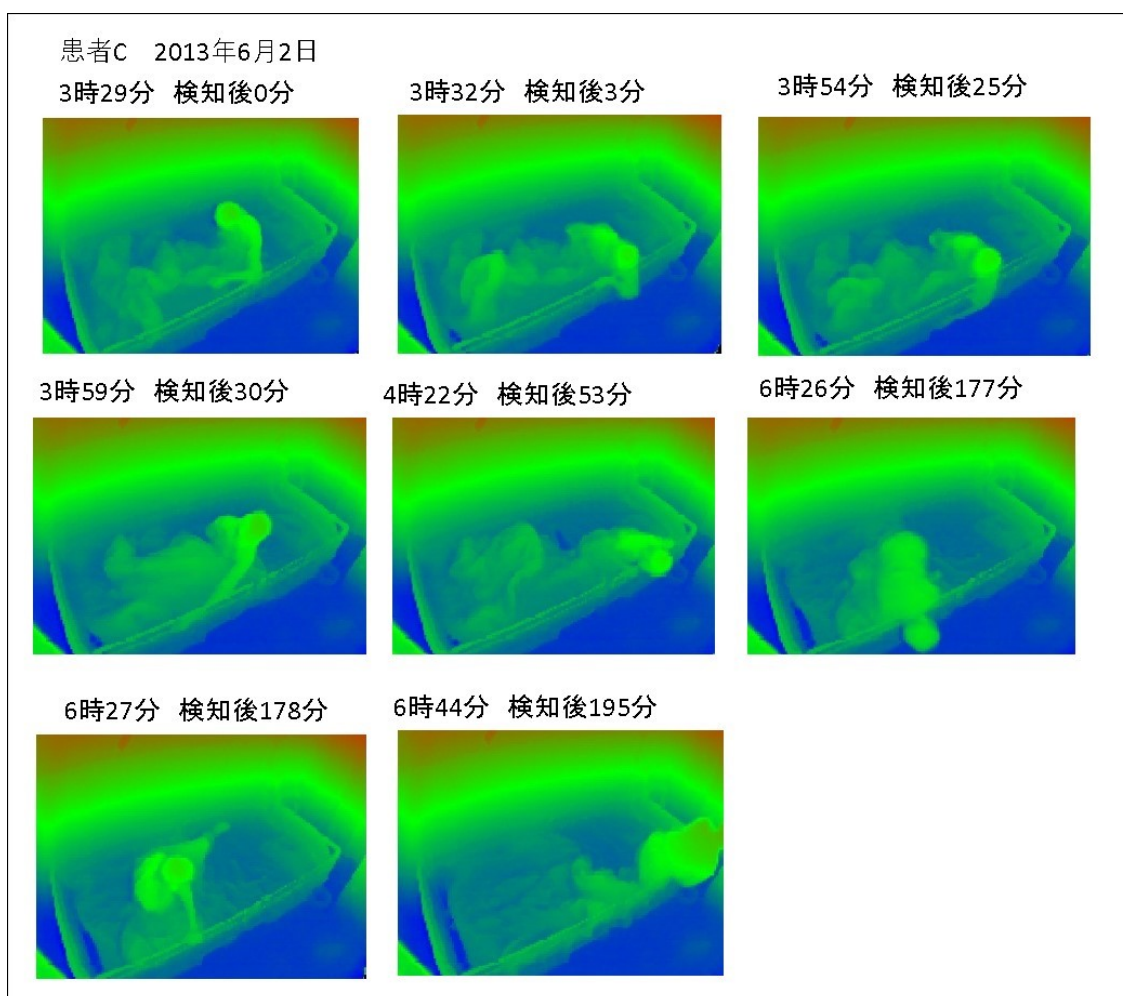 患者C　2013年6月2日
3時29分　検知後0分
3時32分　検知後3分
3時54分　検知後25分
3時59分　検知後30分
4時22分　検知後53分
6時26分　検知後177分
6時27分　検知後178分
6時44分　検知後195分